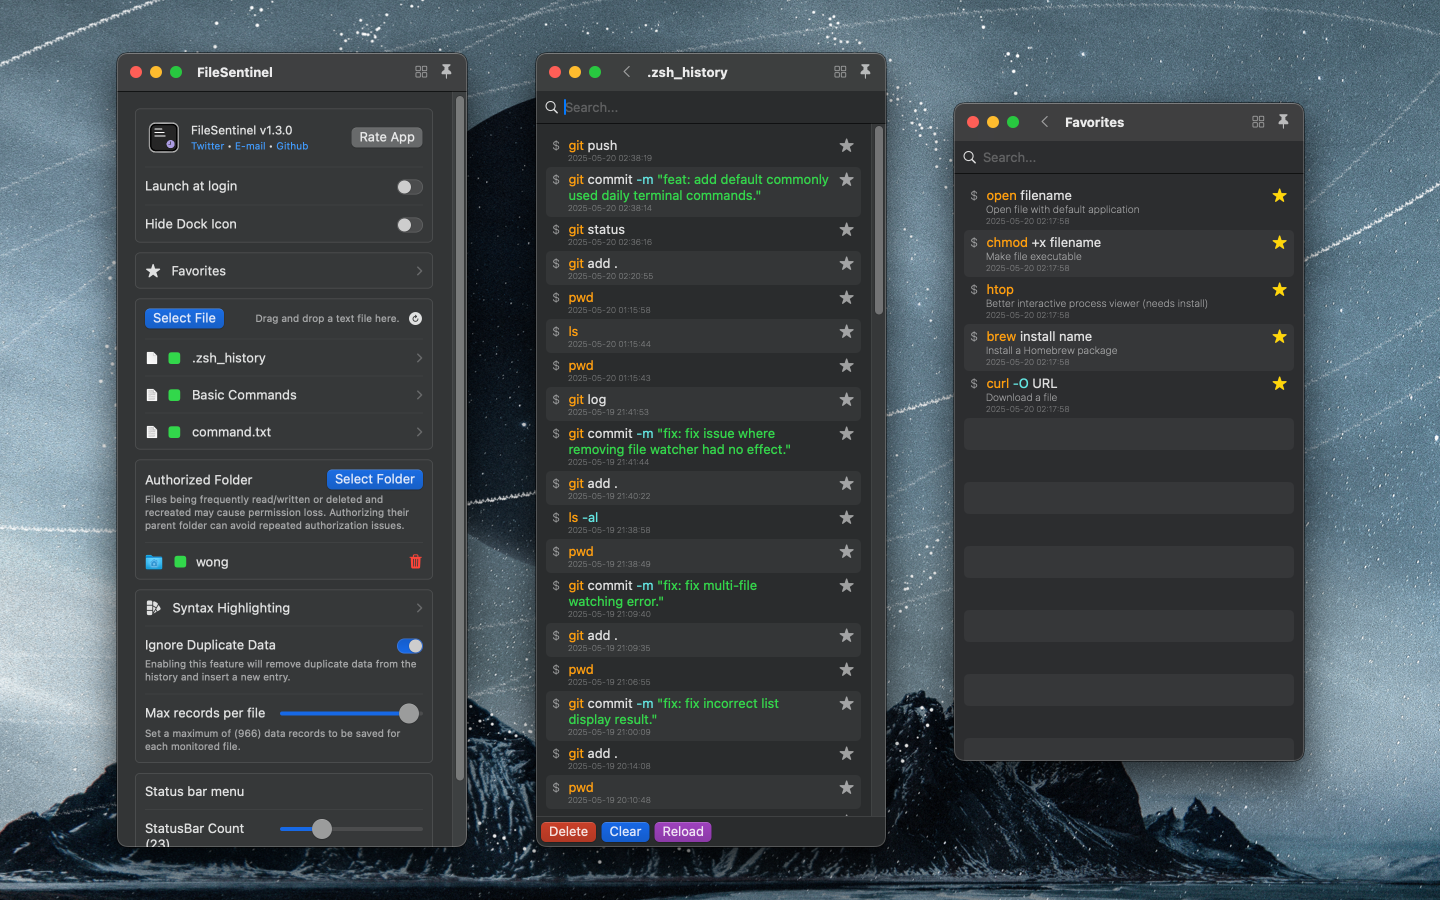 FileSentinel
FileSentinel v1.3.0
Twitter • E-mail • Github
Rate App
Launch at login
Hide Dock Icon
Favorites
Select File
Drag and drop a text file here.
.zsh_history
Basic Commands
command.txt
Authorized Folder
Select Folder
Files being frequently read/written or deleted and
recreated may cause permission loss. Authorizing their
parent folder can avoid repeated authorization issues.
wong
Syntax Highlighting
Ignore Duplicate Data
Enabling this feature will remove duplicate data from the
history and insert a new entry.
Max records per file
Set a maximum of (966) data records to be saved for
each monitored file.
Status bar menu
StatusBar Count
(23)
.zsh_history
Search...
$ git push
2025-05-20 02:38:19
$ git commit -m "feat: add default commonly
used daily terminal commands."
2025-05-20 02:38:14
$ git status
2025-05-20 02:36:16
$ git add .
2025-05-20 02:20:55
$ pwd
2025-05-20 01:15:58
$ ls
2025-05-20 01:15:44
$ pwd
2025-05-20 01:15:43
$ git log
2025-05-19 21:41:53
$ git commit -m "fix: fix issue where
removing file watcher had no effect."
2025-05-19 21:41:44
$ git add .
2025-05-19 21:40:22
$ ls -al
2025-05-19 21:38:58
$ pwd
2025-05-19 21:38:49
$ git commit -m "fix: fix multi-file
watching error."
2025-05-19 21:09:40
$ git add .
2025-05-19 21:09:35
$ pwd
2025-05-19 21:06:55
$ git commit -m "fix: fix incorrect list
display result."
2025-05-19 21:00:09
$ git add .
2025-05-19 20:14:08
$ pwd
2025-05-19 20:10:48
Delete
Clear
Reload
Favorites
Search...
$ open filename
Open file with default application
2025-05-20 02:17:58
$ chmod +x filename
Make file executable
2025-05-20 02:17:58
$ htop
Better interactive process viewer (needs install)
2025-05-20 02:17:58
$ brew install name
Install a Homebrew package
2025-05-20 02:17:58
$ curl -O URL
Download a file
2025-05-20 02:17:58